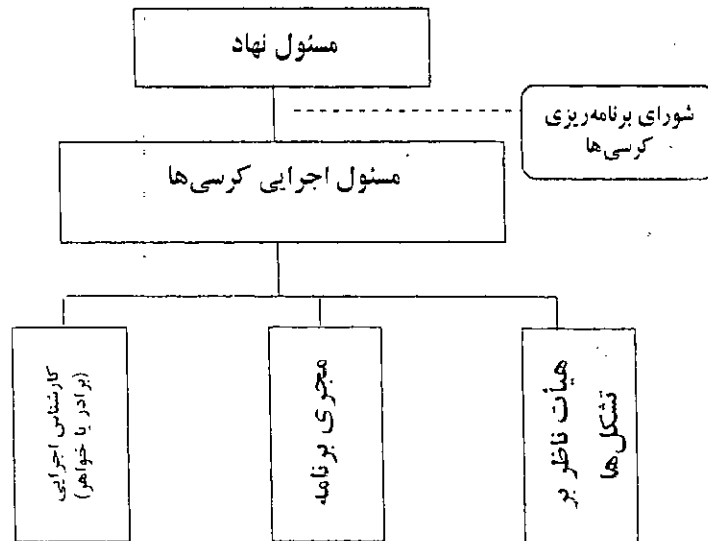 مسئول نهاد
شورای برنامه‌ریزی
کرسی‌ها
مسئول اجرایی کرسی‌ها
هیأت ناظر بر
تشکل‌ها
مجری برنامه
کارشناس اجرایی
(برادر یا خواهر)